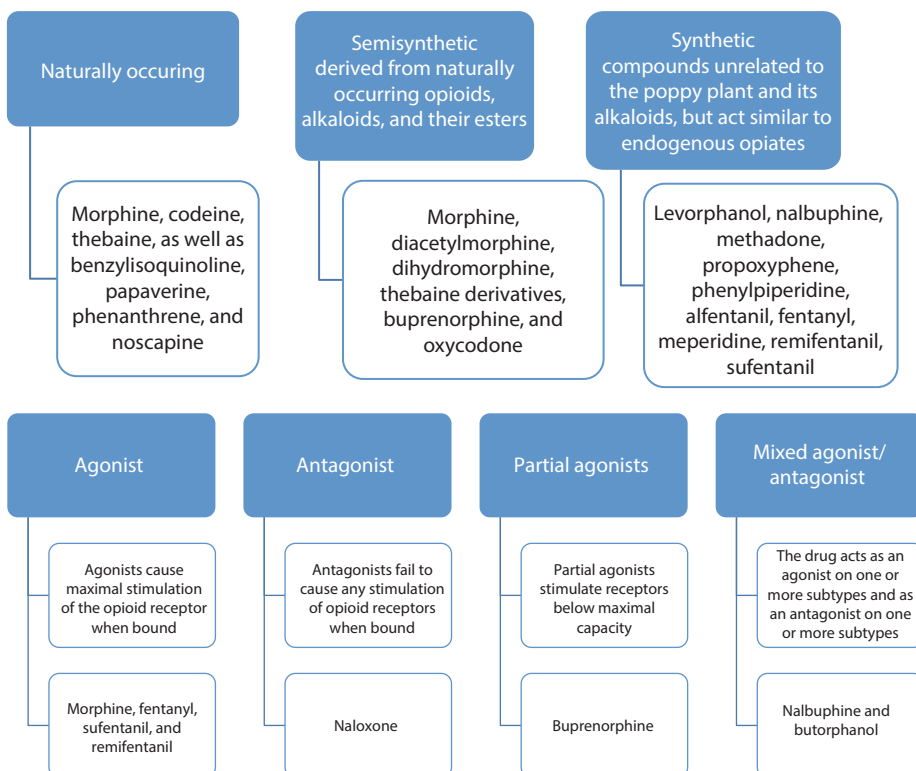 Naturally occuring
Morphine, codeine,
thebaine, as well as
benzylisoquinoline,
papaverine,
phenanthrene, and
noscapine
Semisynthetic
derived from naturally
occurring opioids,
alkaloids, and their esters
Morphine,
diacetylmorphine,
dihydromorphine,
thebaine derivatives,
buprenorphine, and
oxycodone
Synthetic
compounds unrelated to
the poppy plant and its
alkaloids, but act similar to
endogenous opiates
Levorphanol, nalbuphine,
methadone,
propoxyphene,
phenylpiperidine,
alfentanil, fentanyl,
meperidine, remifentanil,
sufentanil
Agonist
Agonists cause
maximal stimulation
of the opioid receptor
when bound
Morphine, fentanyl,
sufentanil, and
remifentanil
Antagonist
Antagonists fail to
cause any stimulation
of opioid receptors
when bound
Naloxone
Partial agonists
Partial agonists
stimulate receptors
below maximal
capacity
Buprenorphine
Mixed agonist/
antagonist
The drug acts as an
agonist on one or
more subtypes and as
an antagonist on one
or more subtypes
Nalbuphine and
butorphanol